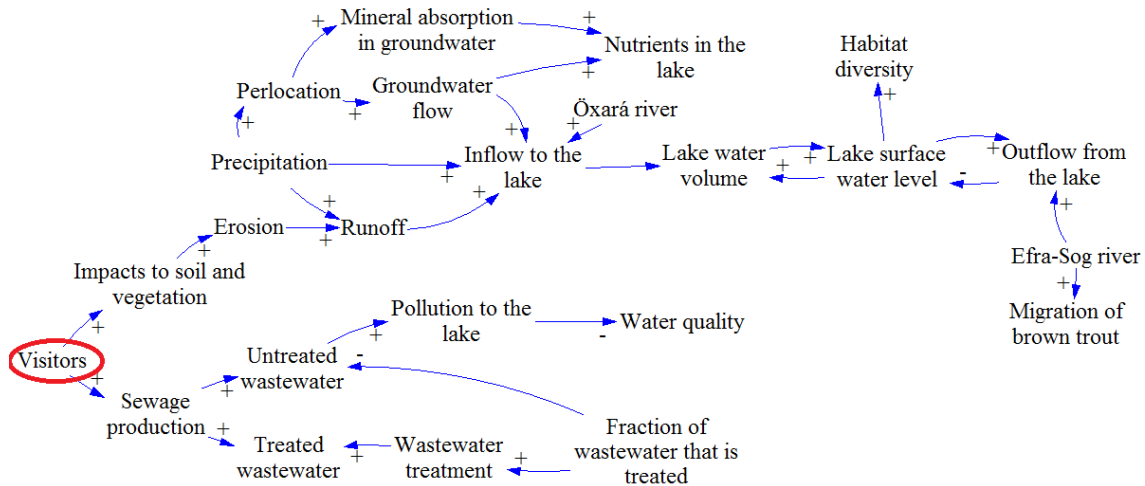 Mineral absorption
in groundwater
Nutrients in the
lake
Habitat
diversity
Perlocation
Groundwater
flow
Öxará river
Precipitation
Inflow to the
lake
Lake water
volume
Lake surface
water level
Outflow from
the lake
Erosion
Runoff
Impacts to soil and
vegetation
Efra-Sog river
Migration of
brown trout
Pollution to the
lake
Water quality
Visitors
Untreated
wastewater
Sewage
production
Treated
wastewater
Wastewater
treatment
Fraction of
wastewater that is
treated